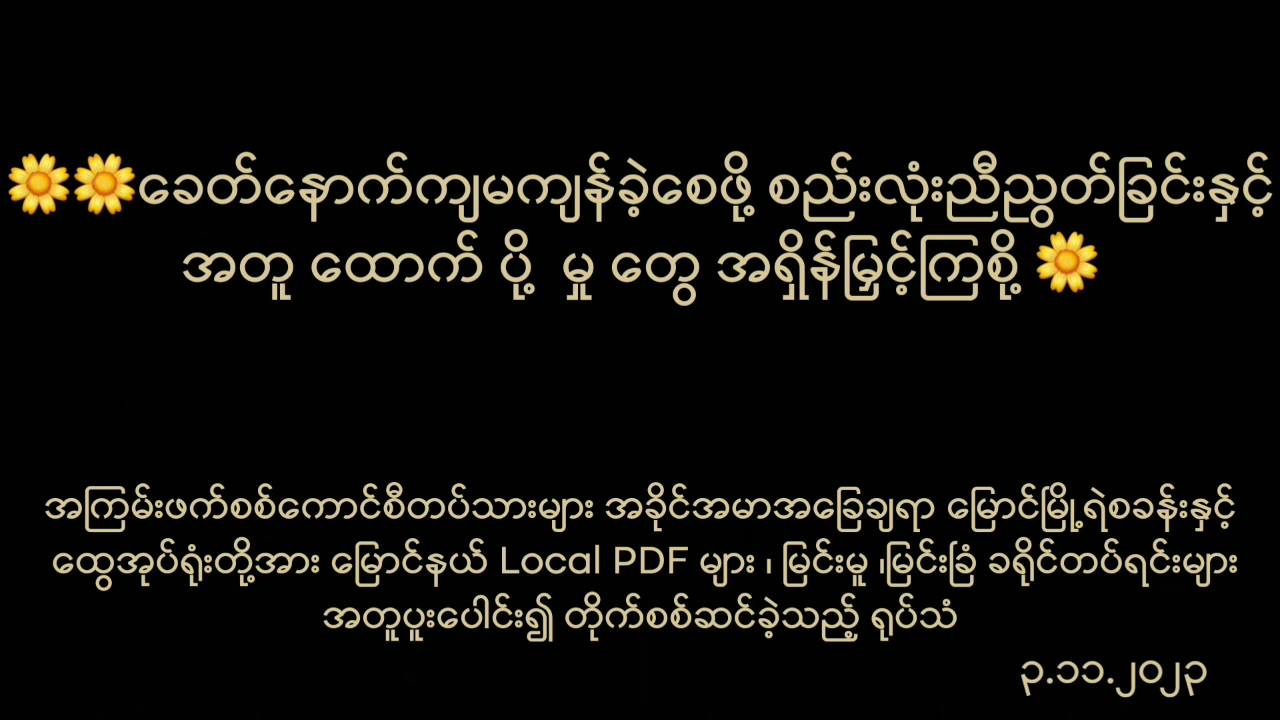 🌼🌼ခေတ်နောက်ကျမကျန်ခဲ့စေဖို့ စည်းလုံးညီညွတ်ခြင်းနှင့်
အတူ ထောက် ပို့ မှု တွေ အရှိန်မြှင့်ကြစို့ 🌼
အကြမ်းဖက်စစ်ကောင်စီတပ်သားများ အခိုင်အမာအခြေချရာ မြောင်မြို့ရဲစခန်းနှင့်
ထွေအုပ်ရုံးတို့အား မြောင်နယ် Local PDF များ ၊ မြင်းမူ ၊မြင်းခြံ ခရိုင်တပ်ရင်းများ
အတူပူးပေါင်း၍ တိုက်စစ်ဆင်ခဲ့သည့် ရုပ်သံ
၃.၁၁.၂၀၂၃